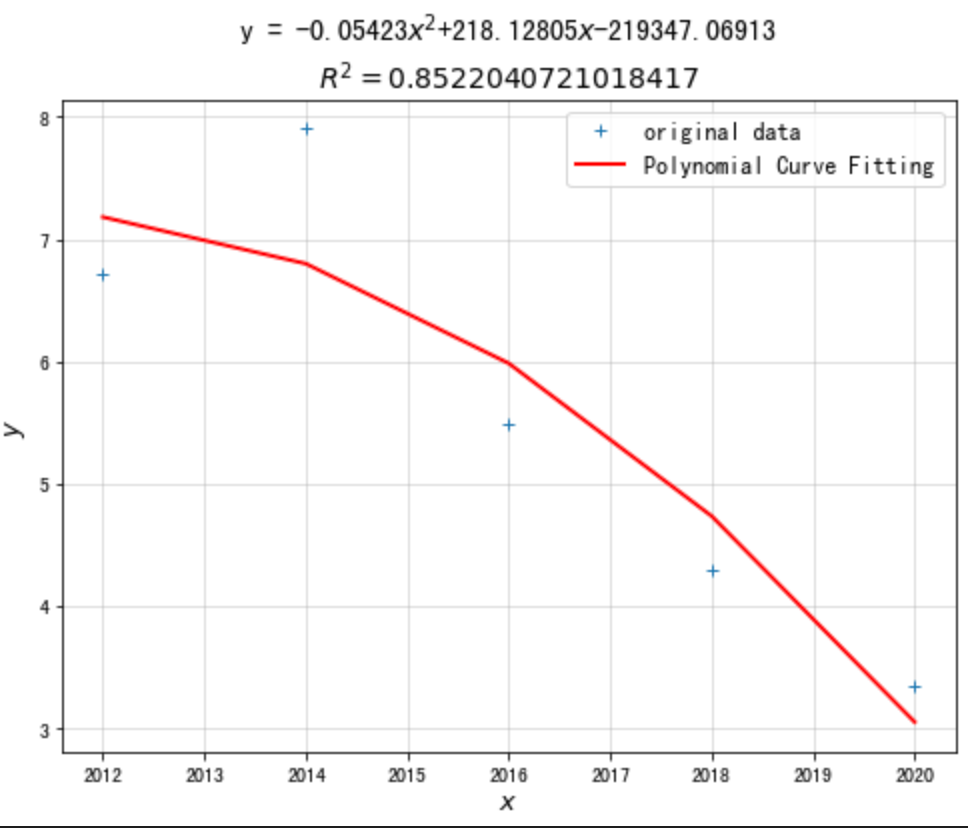 y = −0.05423x²+218.12805x−219347.06913
R² = 0.8522040721018417
original data
Polynomial Curve Fitting
8
7
6
5
4
3
y
2012 2013 2014 2015 2016 2017 2018 2019 2020
x